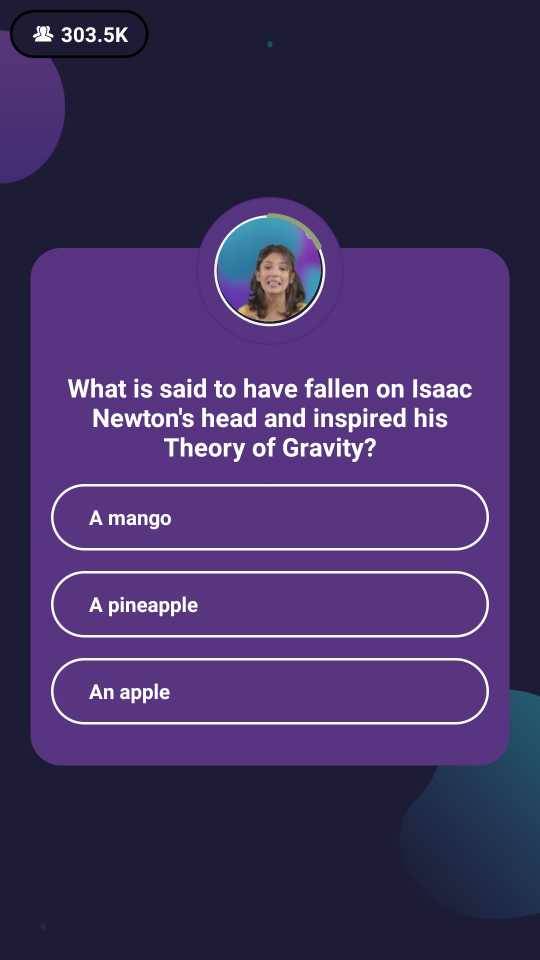 303.5K
What is said to have fallen on Isaac
Newton's head and inspired his
Theory of Gravity?
A mango
A pineapple
An apple